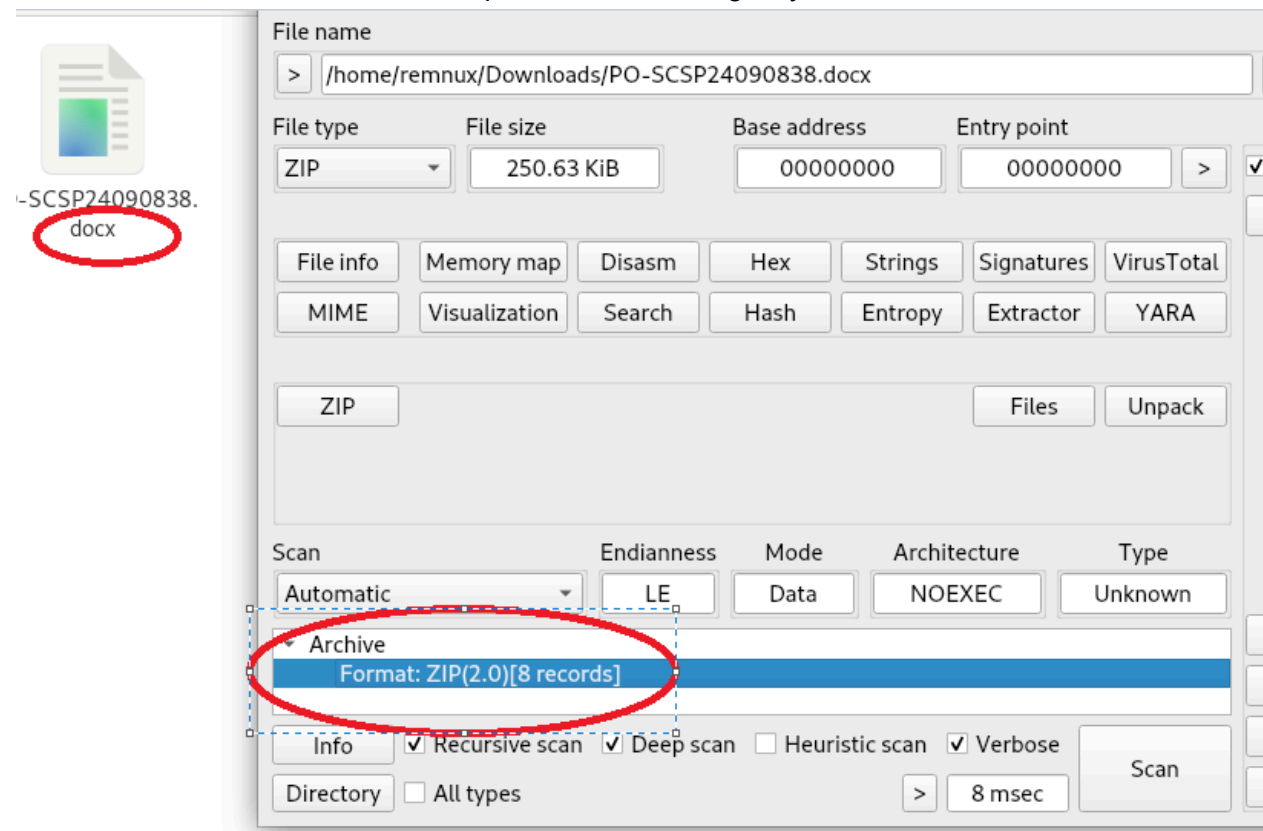 File name
> /home/remnux/Downloads/PO-SCSP24090838.docx
File type File size Base address Entry point
ZIP 250.63 KiB 00000000 00000000 >
-SCSP24090838.
docx
File info Memory map Disasm Hex Strings Signatures VirusTotal
MIME Visualization Search Hash Entropy Extractor YARA
ZIP Files Unpack
Scan Endianness Mode Architecture Type
Automatic LE Data NOEXEC Unknown
Archive
Format: ZIP(2.0)[8 records]
Info Recursive scan Deep scan Heuristic scan Verbose
Scan
Directory All types > 8 msec